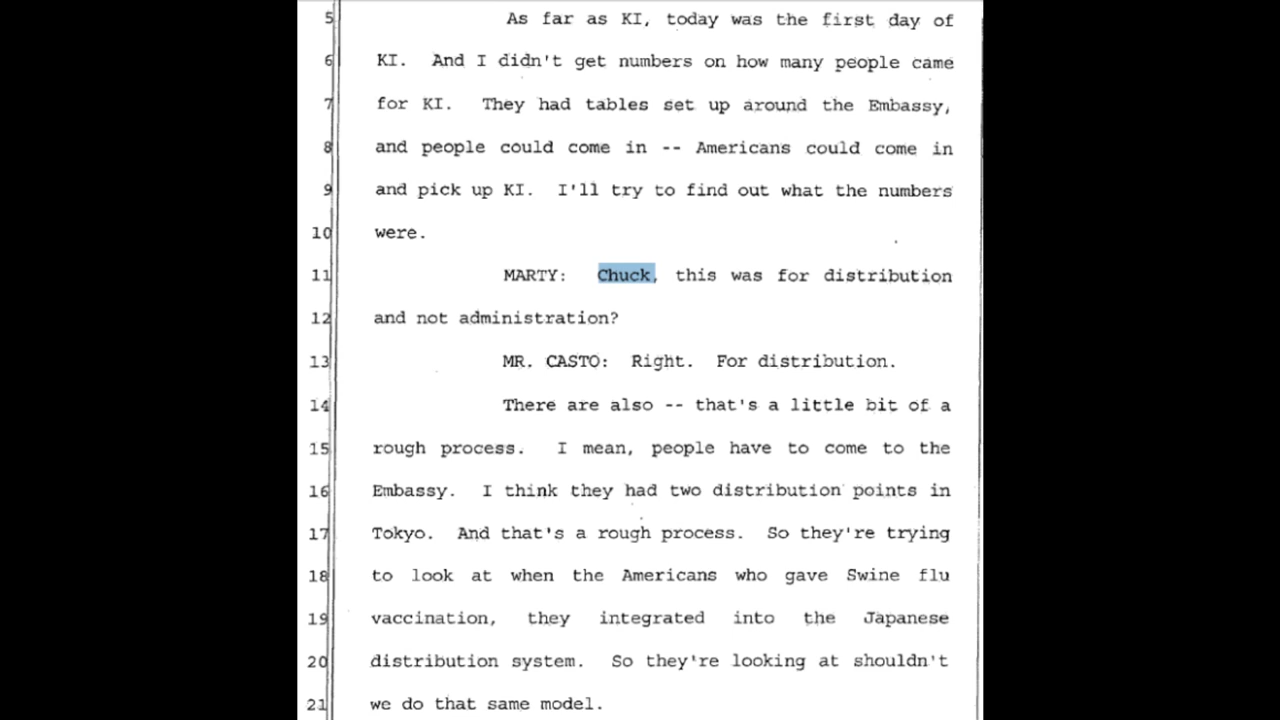 5 As far as KI, today was the first day of
6 KI. And I didn't get numbers on how many people came
7 for KI. They had tables set up around the Embassy,
8 and people could come in -- Americans could come in
9 and pick up KI. I'll try to find out what the numbers
10 were.
11 MARTY: Chuck, this was for distribution
12 and not administration?
13 MR. CASTO: Right. For distribution.
14 There are also -- that's a little bit of a
15 rough process. I mean, people have to come to the
16 Embassy. I think they had two distribution points in
17 Tokyo. And that's a rough process. So they're trying
18 to look at when the Americans who gave Swine flu
19 vaccination, they integrated into the Japanese
20 distribution system. So they're looking at shouldn't
21 we do that same model.